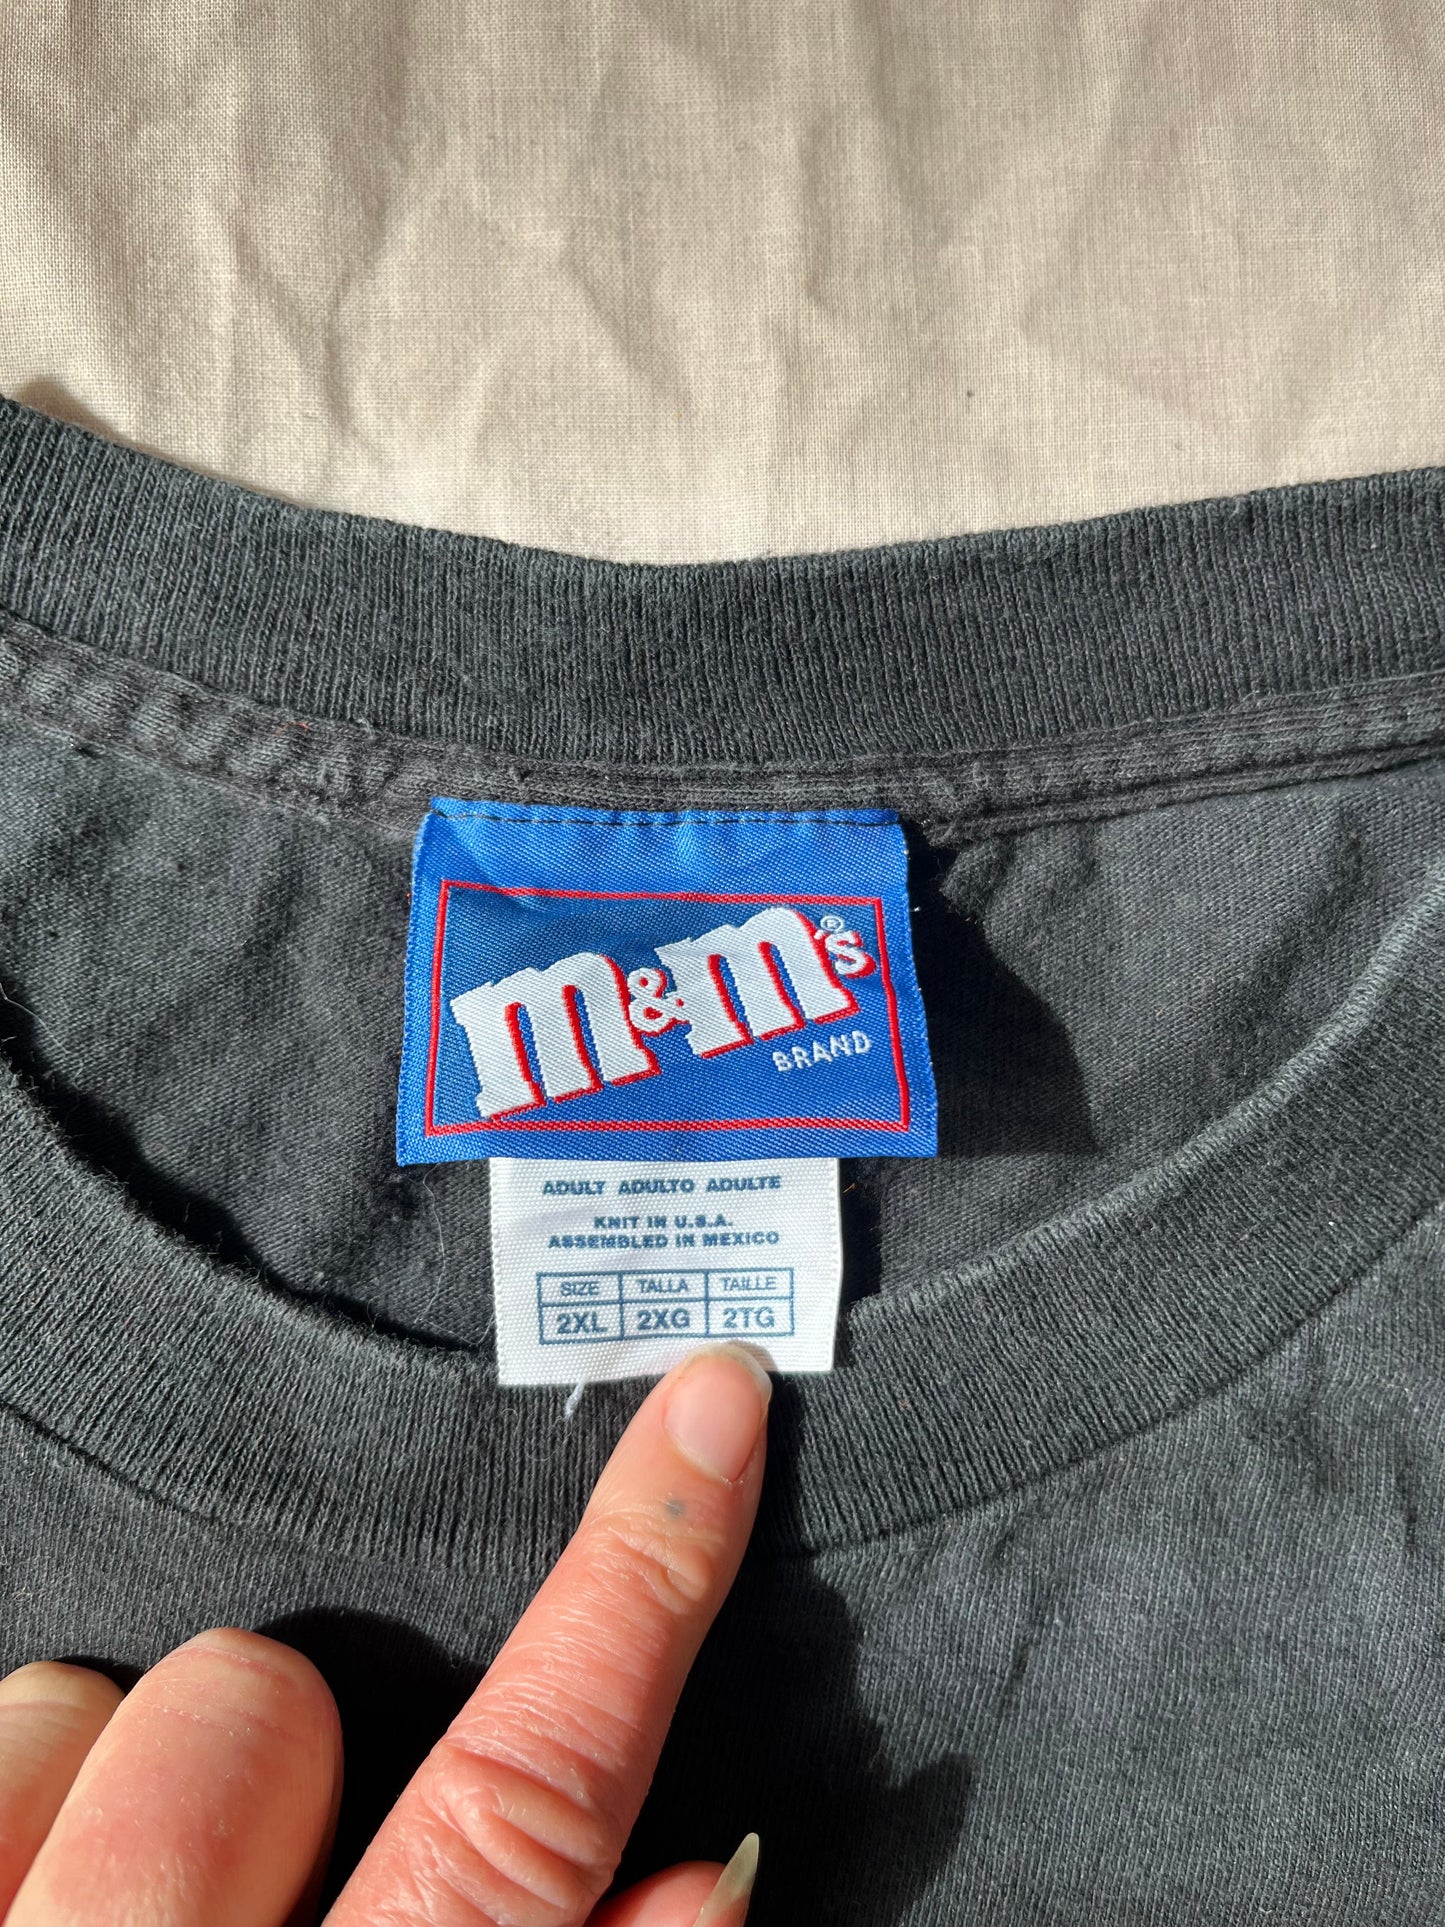 m&m's®
BRAND
ADULT ADULTO ADULTE
KNIT IN U.S.A.
ASSEMBLED IN MEXICO
SIZE TALLA TAILLE
2XL 2XG 2TG